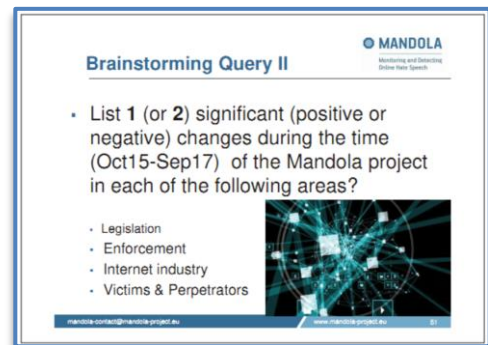 MANDOLA
Monitoring and Detecting
Online Hate Speech
Brainstorming Query II
• List 1 (or 2) significant (positive or
negative) changes during the time
(Oct15-Sep17) of the Mandola project
in each of the following areas?
• Legislation
• Enforcement
• Internet industry
• Victims & Perpetrators
mandola-contact@mandola-project.eu
www.mandola-project.eu
51